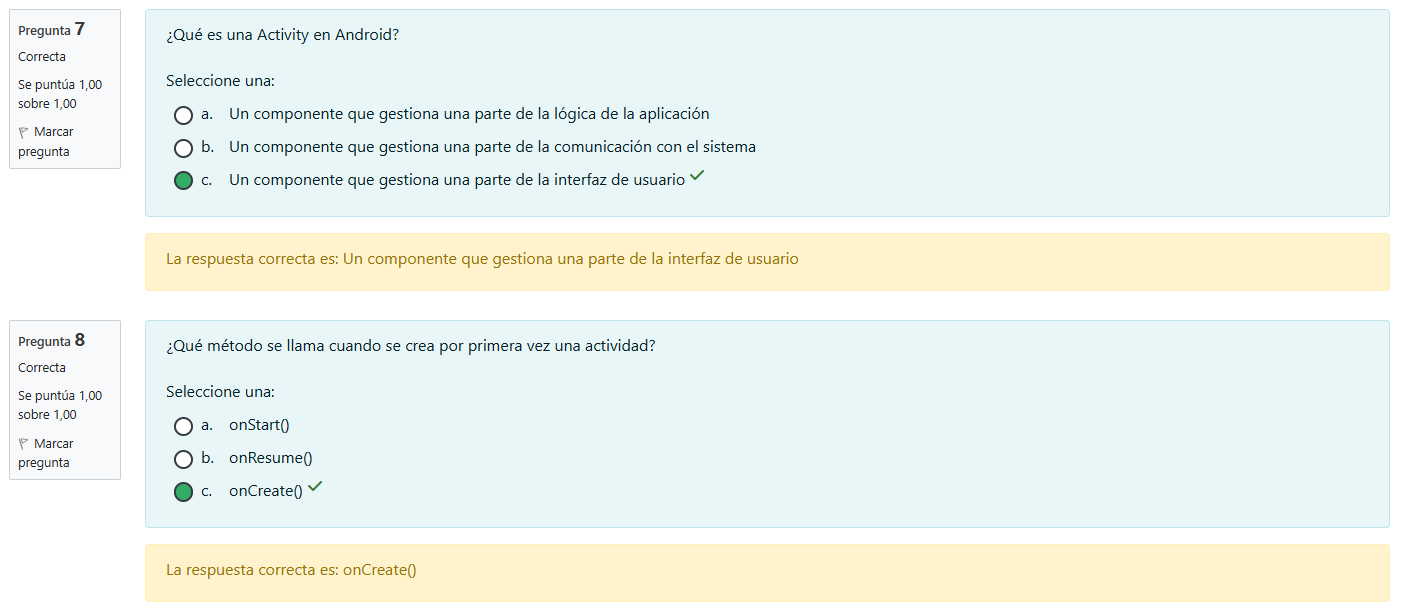 Pregunta 7
Correcta
Se puntúa 1,00
sobre 1,00
Marcar
pregunta
¿Qué es una Activity en Android?
Seleccione una:
a. Un componente que gestiona una parte de la lógica de la aplicación
b. Un componente que gestiona una parte de la comunicación con el sistema
c. Un componente que gestiona una parte de la interfaz de usuario
La respuesta correcta es: Un componente que gestiona una parte de la interfaz de usuario
Pregunta 8
Correcta
Se puntúa 1,00
sobre 1,00
Marcar
pregunta
¿Qué método se llama cuando se crea por primera vez una actividad?
Seleccione una:
a. onStart()
b. onResume()
c. onCreate()
La respuesta correcta es: onCreate()